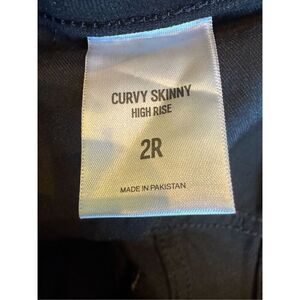 CURVY SKINNY
HIGH RISE
2R
MADE IN PAKISTAN